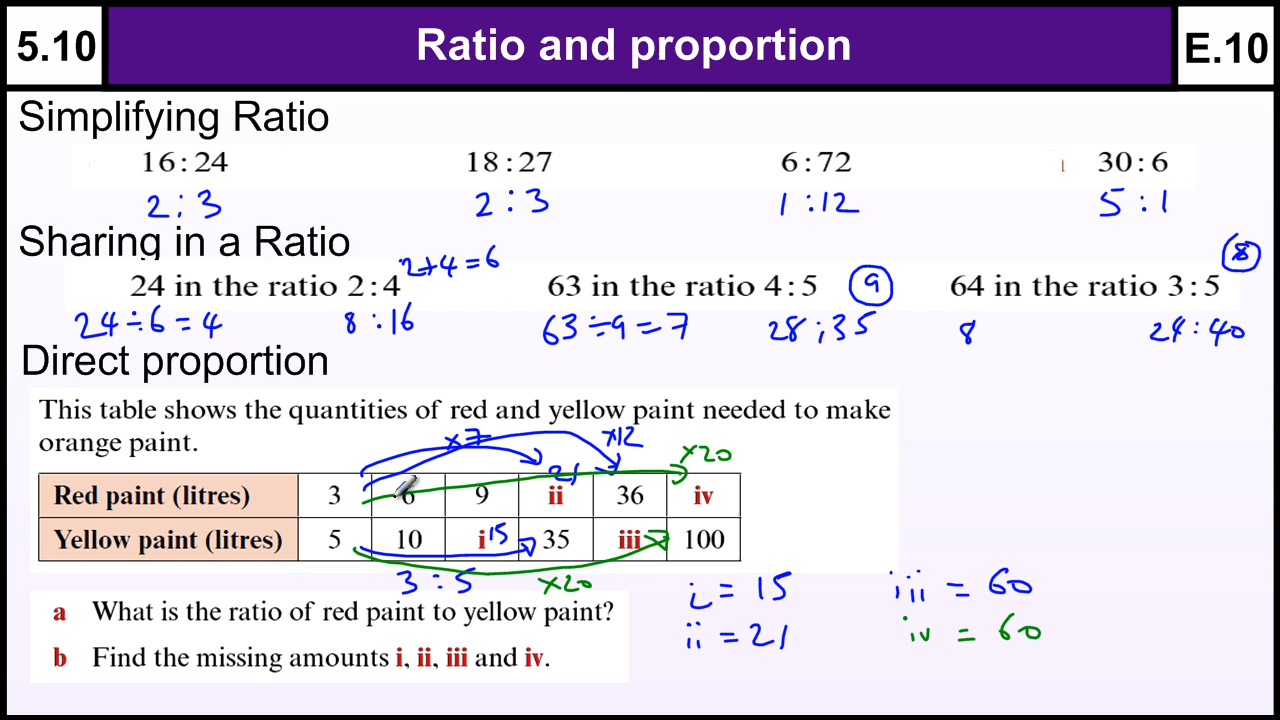 5.10 Ratio and proportion E.10
Simplifying Ratio
16 : 24 18 : 27 6 : 72 30 : 6
2 : 3 2 : 3 1 : 12 5 : 1
Sharing in a Ratio
24 in the ratio 2 : 4 2+4=6 63 in the ratio 4 : 5 9 64 in the ratio 3 : 5 8
24÷6=4 8 : 16 63÷9=7 28 : 35 8 24 : 40
Direct proportion
This table shows the quantities of red and yellow paint needed to make
orange paint.
×7 ×12 ×20
21
Red paint (litres) 3 6 9 ii 36 iv
Yellow paint (litres) 5 10 i 15 35 iii 100
3 : 5 ×20
a What is the ratio of red paint to yellow paint?
b Find the missing amounts i, ii, iii and iv.
i = 15 iii = 60
ii = 21 iv = 60